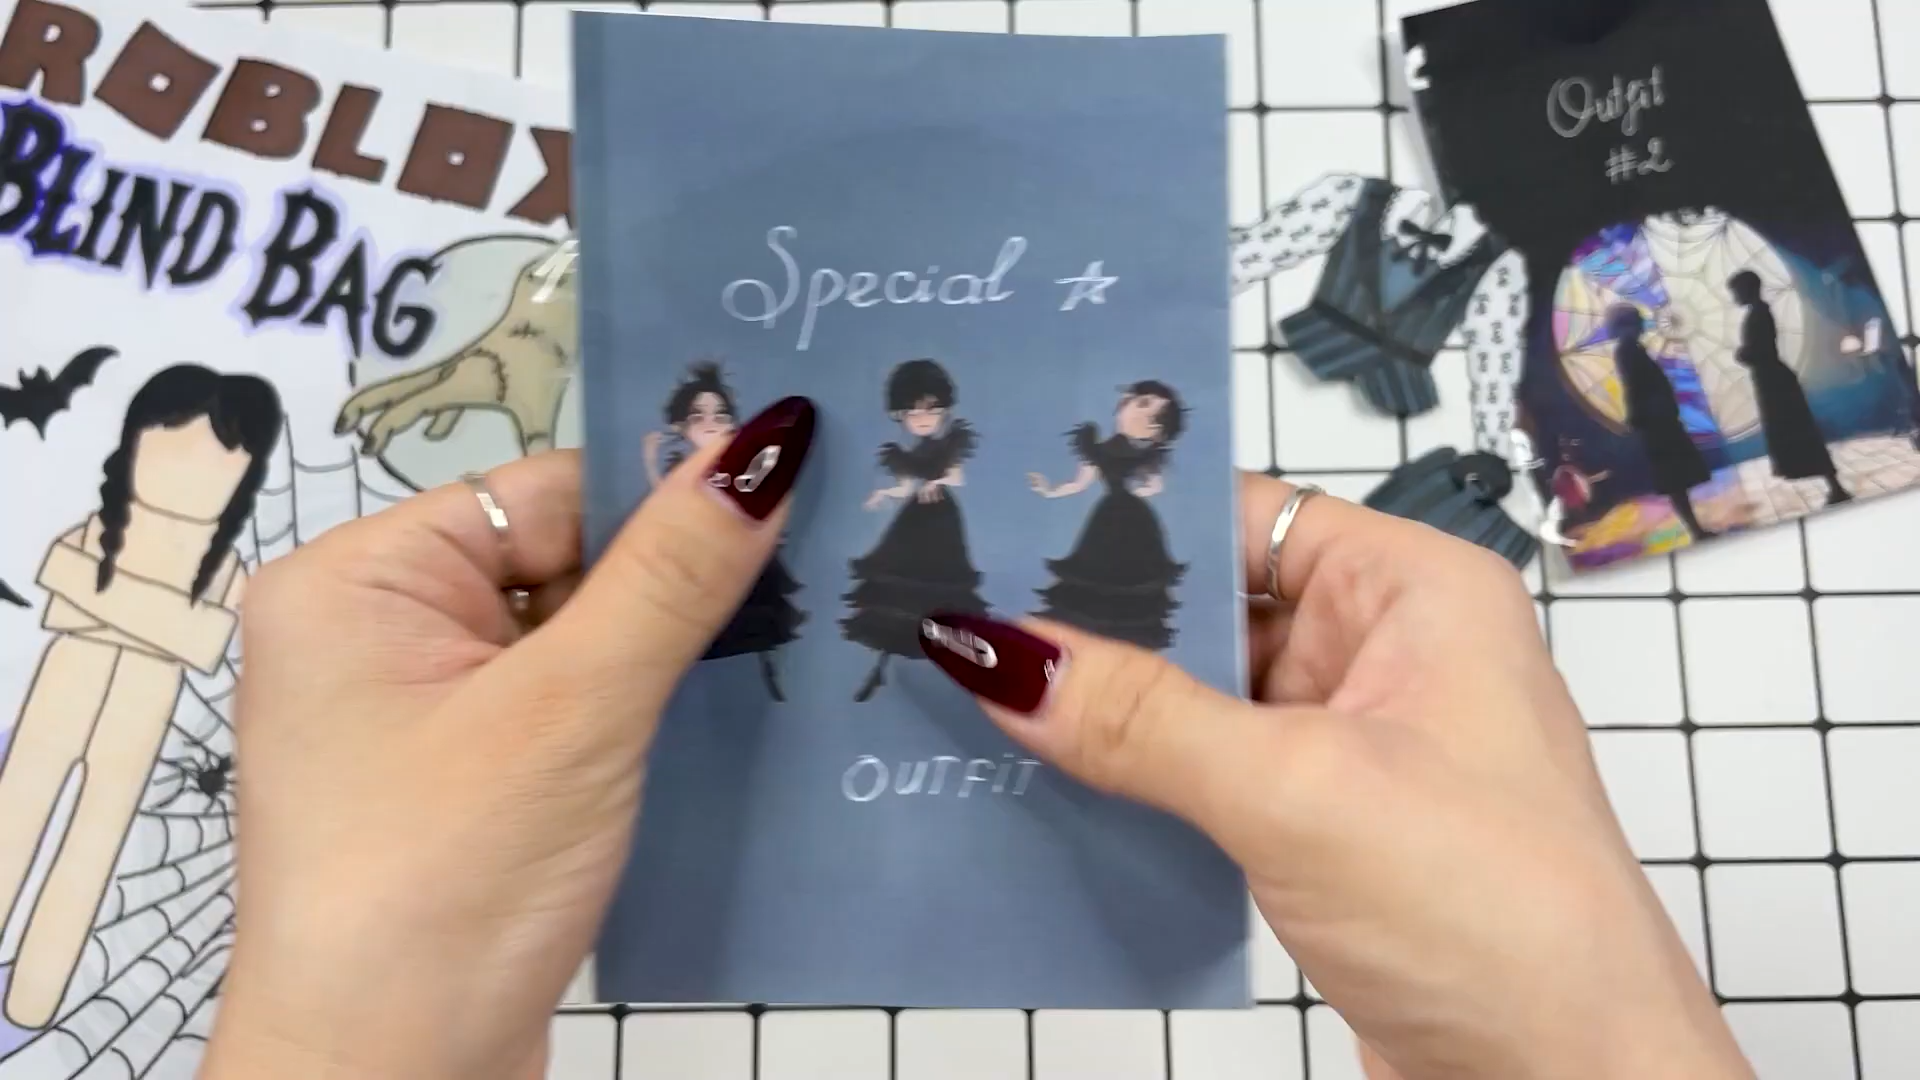 ROBLOX
BLIND BAG
Special ☆
OUTFIT
Outfit
#2